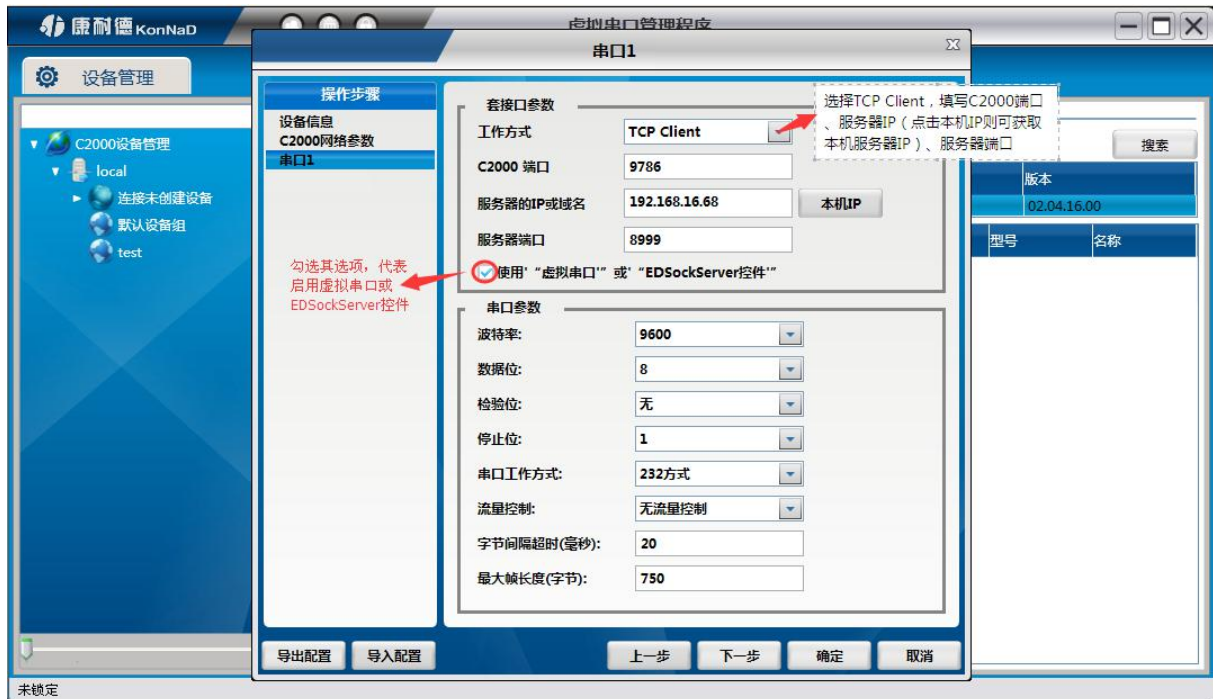 康耐德 KonNaD
虚拟串口管理程序
设备管理
C2000设备管理
local
连接未创建设备
默认设备组
test
串口1
操作步骤
设备信息
C2000网络参数
串口1
勾选其选项，代表
启用虚拟串口或
EDSockServer控件
套接口参数
工作方式 TCP Client
C2000 端口 9786
服务器的IP或域名 192.168.16.68 本机IP
服务器端口 8999
使用' “虚拟串口'” 或' “EDSockServer控件'”
串口参数
波特率: 9600
数据位: 8
检验位: 无
停止位: 1
串口工作方式: 232方式
流量控制: 无流量控制
字节间隔超时(毫秒): 20
最大帧长度(字节): 750
选择TCP Client，填写C2000端口
、服务器IP（点击本机IP则可获取
本机服务器IP）、服务器端口
搜索
版本
02.04.16.00
型号 名称
导出配置 导入配置 上一步 下一步 确定 取消
未锁定